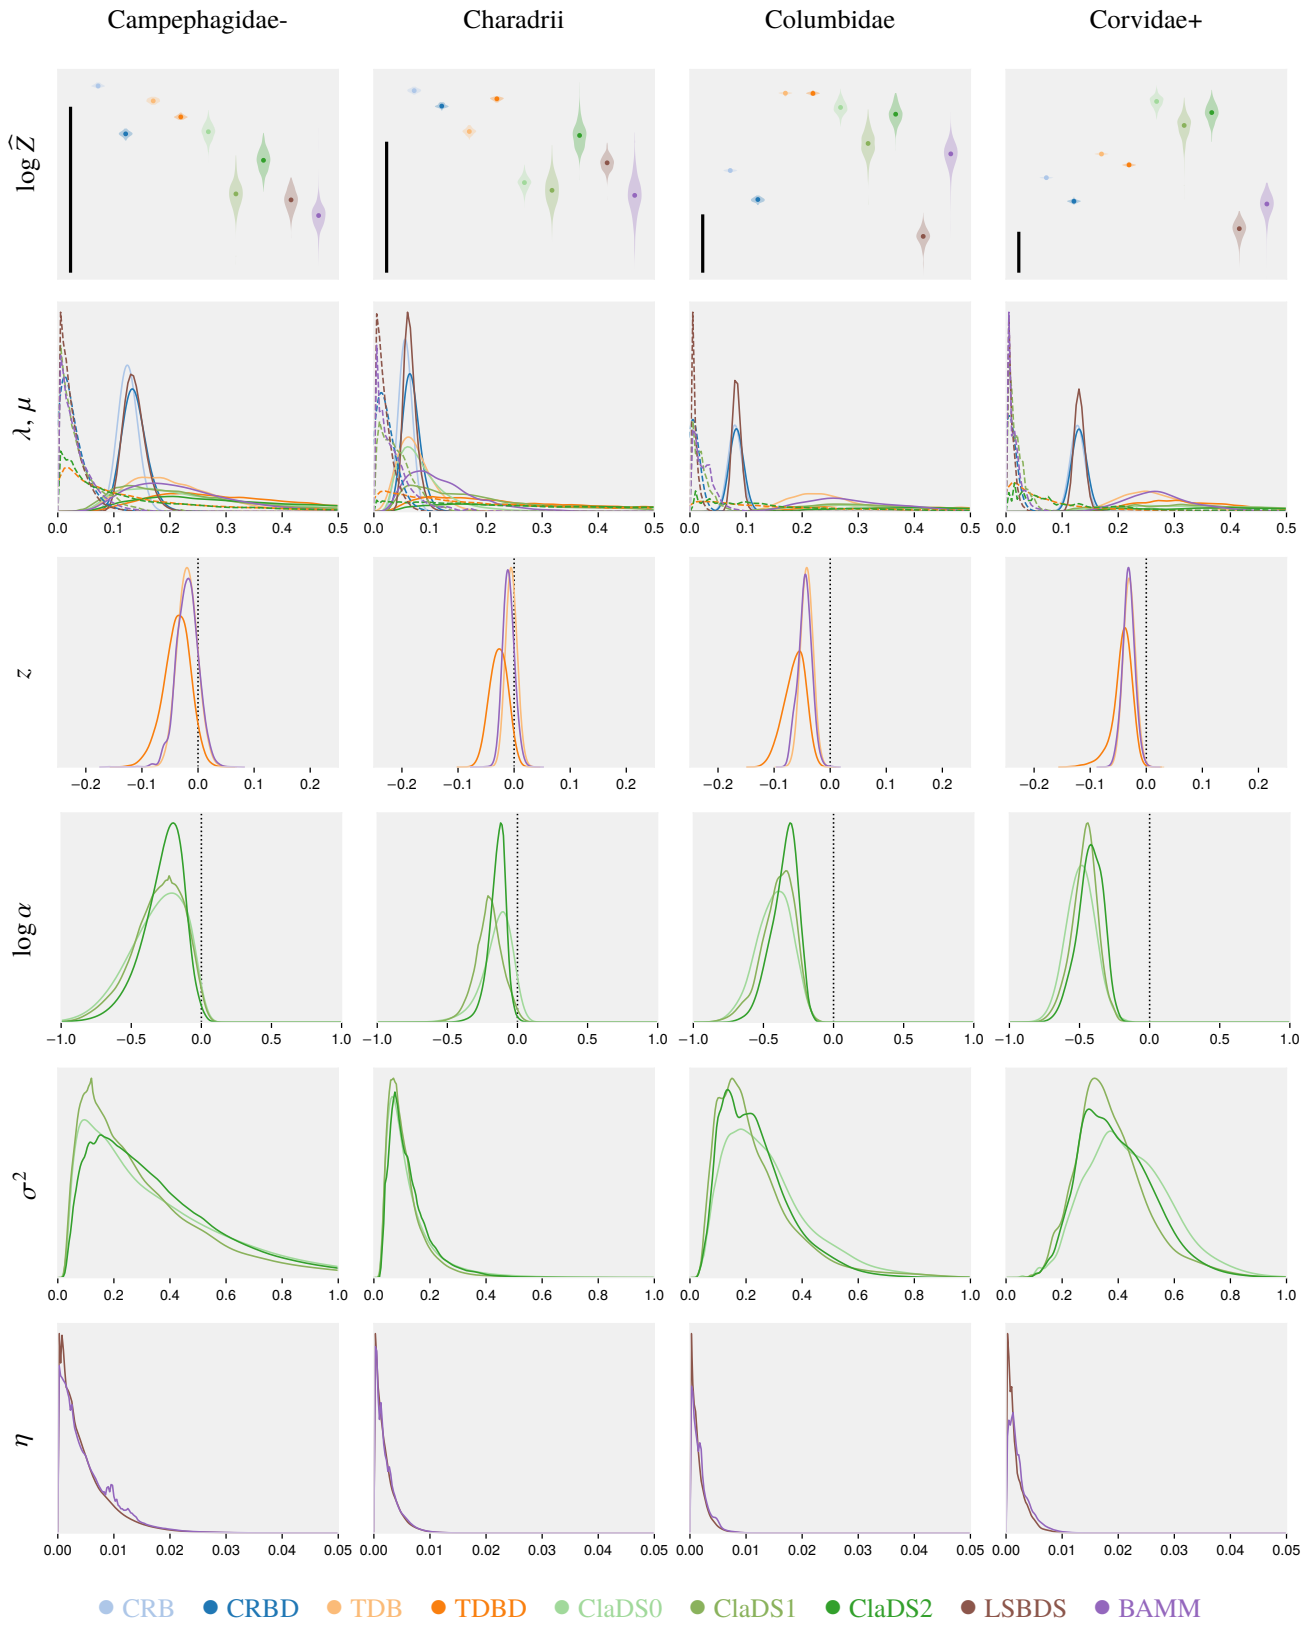 Campephagidae- Charadrii Columbidae Corvidae+
log Ẑ
λ, μ
0.0 0.1 0.2 0.3 0.4 0.5 0.0 0.1 0.2 0.3 0.4 0.5 0.0 0.1 0.2 0.3 0.4 0.5 0.0 0.1 0.2 0.3 0.4 0.5
z
−0.2 −0.1 0.0 0.1 0.2 −0.2 −0.1 0.0 0.1 0.2 −0.2 −0.1 0.0 0.1 0.2 −0.2 −0.1 0.0 0.1 0.2
log α
−1.0 −0.5 0.0 0.5 1.0 −1.0 −0.5 0.0 0.5 1.0 −1.0 −0.5 0.0 0.5 1.0 −1.0 −0.5 0.0 0.5 1.0
σ²
0.0 0.2 0.4 0.6 0.8 1.0 0.0 0.2 0.4 0.6 0.8 1.0 0.0 0.2 0.4 0.6 0.8 1.0 0.0 0.2 0.4 0.6 0.8 1.0
η
0.00 0.01 0.02 0.03 0.04 0.05 0.00 0.01 0.02 0.03 0.04 0.05 0.00 0.01 0.02 0.03 0.04 0.05 0.00 0.01 0.02 0.03 0.04 0.05
CRB CRBD TDB TDBD ClaDS0 ClaDS1 ClaDS2 LSBDS BAMM